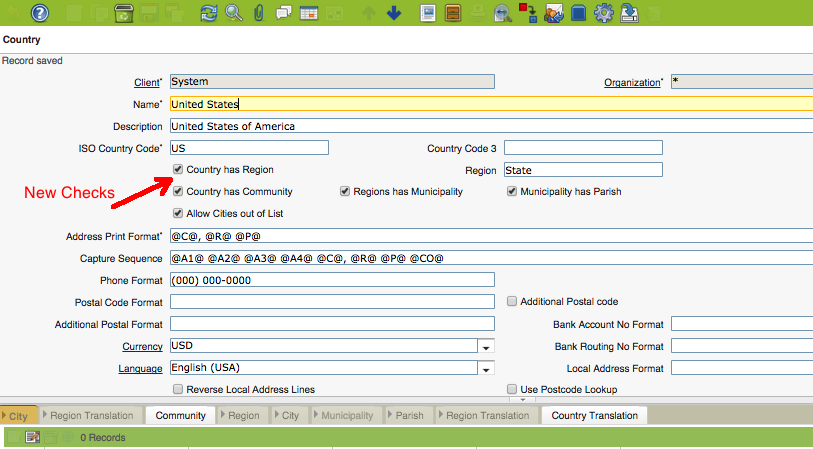 Country
Record saved
Client* System Organization* *
Name* United States
Description United States of America
ISO Country Code* US Country Code 3
Country has Region Region State
New Checks
Country has Community Regions has Municipality Municipality has Parish
Allow Cities out of List
Address Print Format* @C@, @R@ @P@
Capture Sequence @A1@ @A2@ @A3@ @A4@ @C@, @R@ @P@ @CO@
Phone Format (000) 000-0000
Postal Code Format Additional Postal code
Additional Postal Format Bank Account No Format
Currency USD Bank Routing No Format
Language English (USA) Local Address Format
Reverse Local Address Lines Use Postcode Lookup
City Region Translation Community Region City Municipality Parish Region Translation Country Translation
0 Records